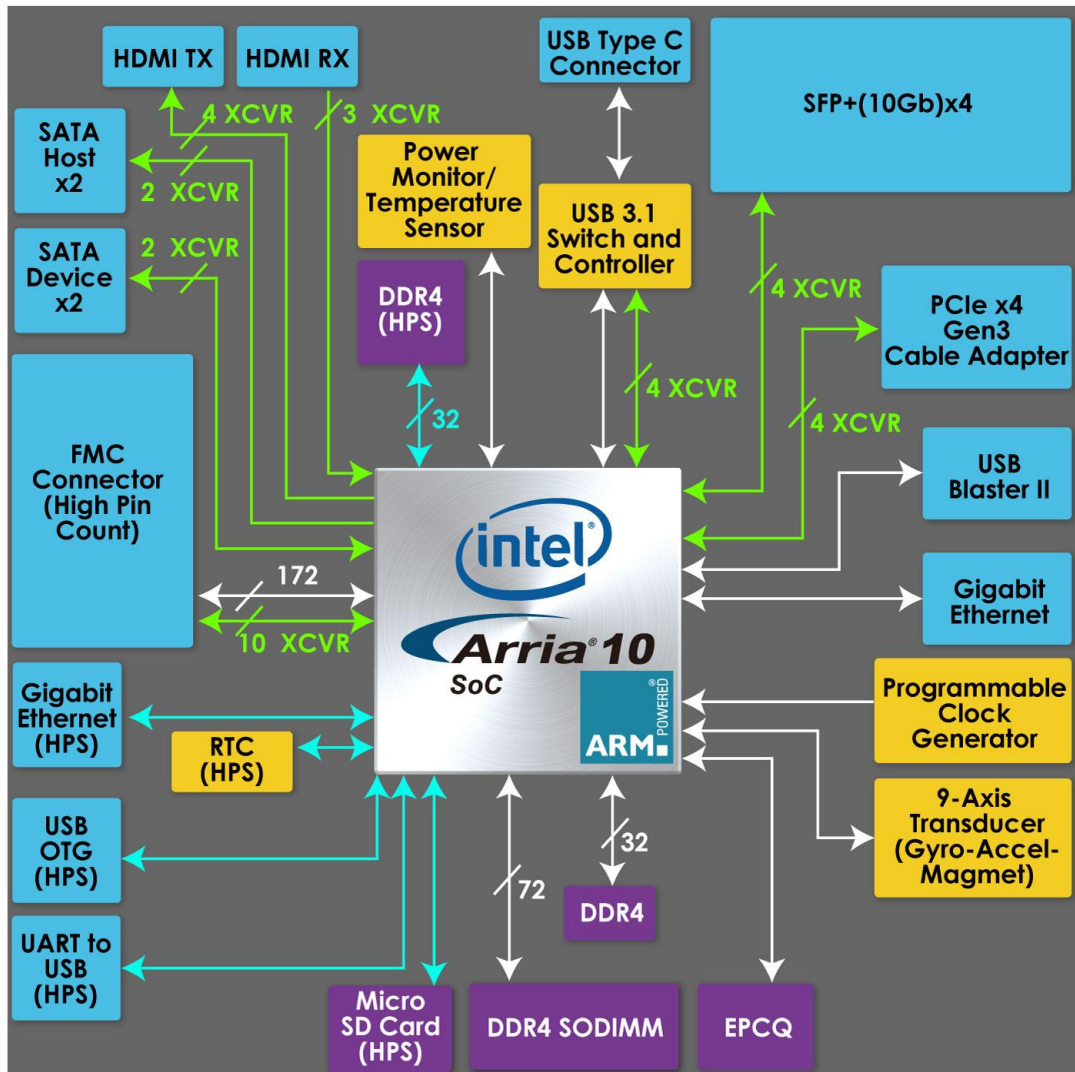 HDMI TX
HDMI RX
USB Type C
Connector
SFP+(10Gb)x4
4 XCVR
3 XCVR
SATA
Host
x2
2 XCVR
Power
Monitor/
Temperature
Sensor
USB 3.1
Switch and
Controller
SATA
Device
x2
2 XCVR
DDR4
(HPS)
4 XCVR
PCIe x4
Gen3
Cable Adapter
32
4 XCVR
4 XCVR
FMC
Connector
(High Pin
Count)
USB
Blaster II
intel®
172
10 XCVR
Gigabit
Ethernet
Arria® 10
SoC
ARM®
POWERED
Gigabit
Ethernet
(HPS)
RTC
(HPS)
Programmable
Clock
Generator
9-Axis
Transducer
(Gyro-Accel-
Magmet)
USB
OTG
(HPS)
32
72
DDR4
UART to
USB
(HPS)
Micro
SD Card
(HPS)
DDR4 SODIMM
EPCQ